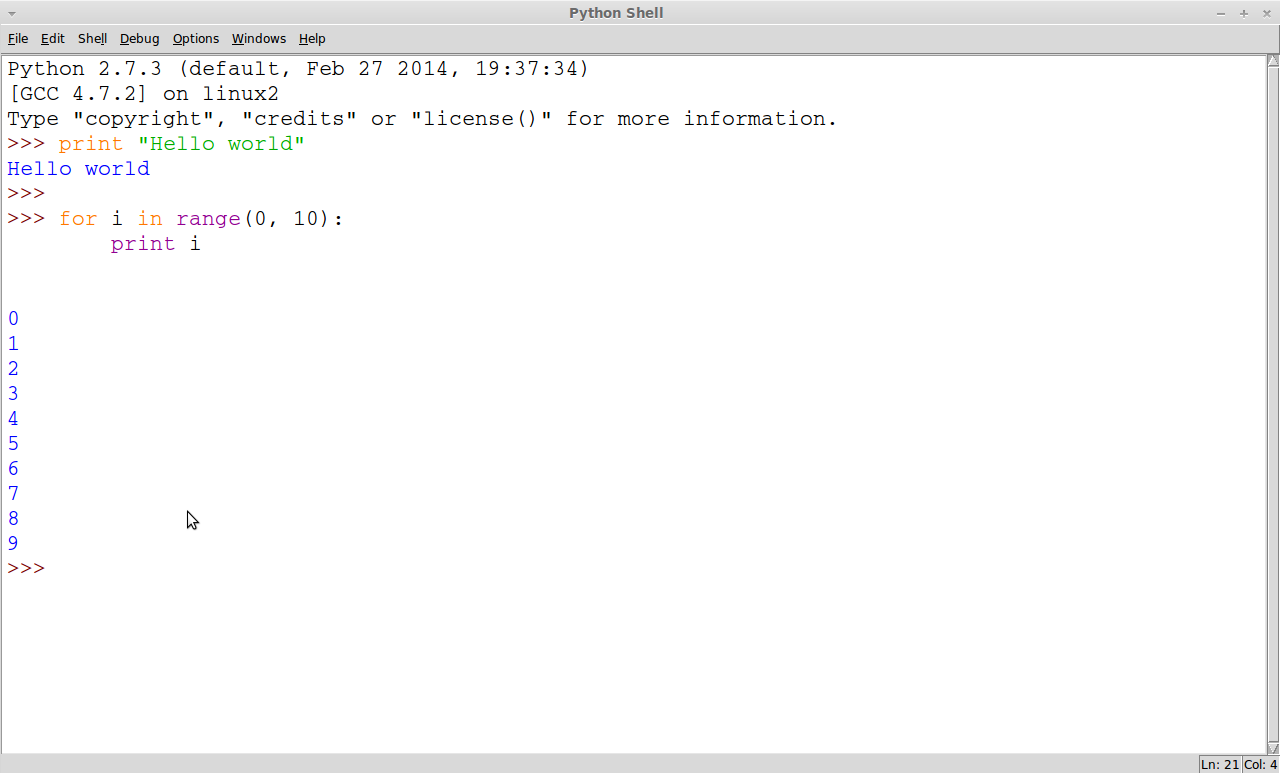 Python Shell
File Edit Shell Debug Options Windows Help
Python 2.7.3 (default, Feb 27 2014, 19:37:34)
[GCC 4.7.2] on linux2
Type "copyright", "credits" or "license()" for more information.
>>> print "Hello world"
Hello world
>>>
>>> for i in range(0, 10):
        print i
0
1
2
3
4
5
6
7
8
9
>>>
Ln: 21 Col: 4